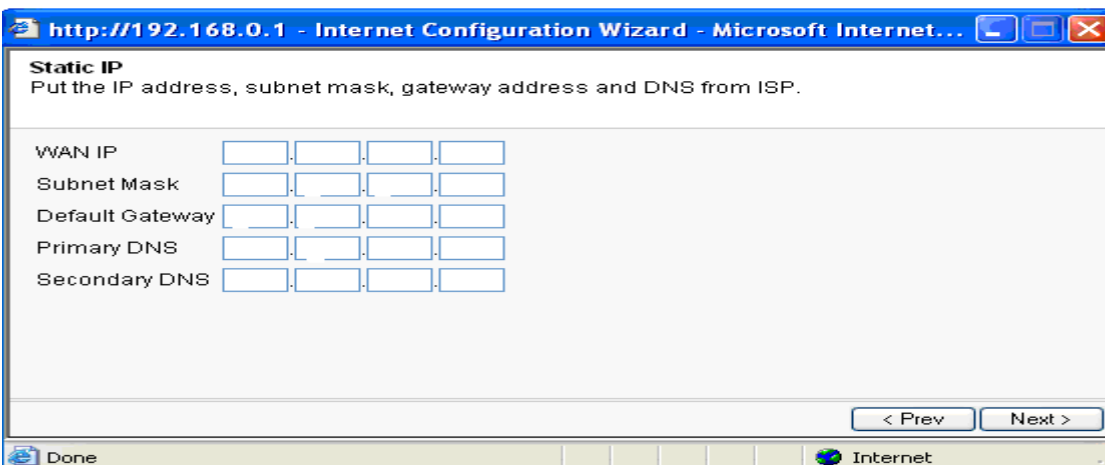 http://192.168.0.1 - Internet Configuration Wizard - Microsoft Internet...
Static IP
Put the IP address, subnet mask, gateway address and DNS from ISP.
WAN IP . . .
Subnet Mask . . .
Default Gateway . . .
Primary DNS . . .
Secondary DNS . . .
< Prev Next >
Done Internet